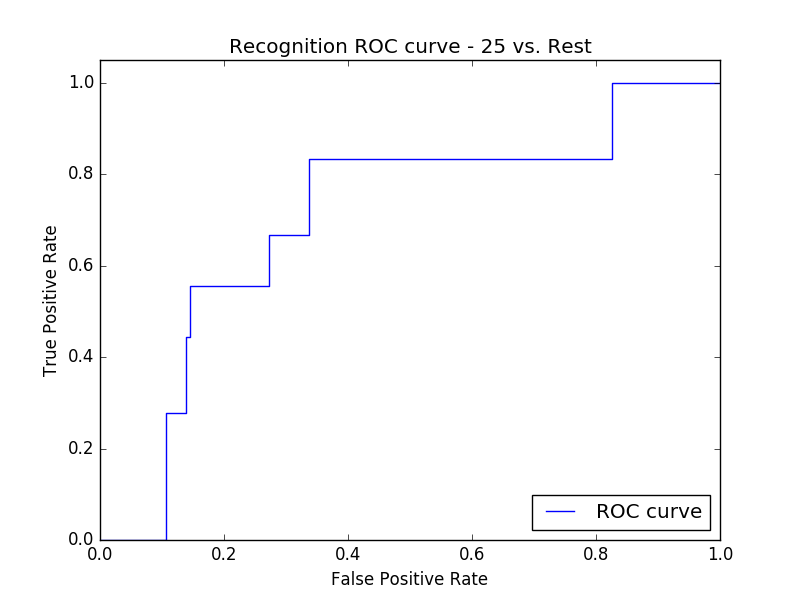 Recognition ROC curve - 25 vs. Rest
1.0
0.8
0.6
0.4
0.2
0.0
True Positive Rate
0.0 0.2 0.4 0.6 0.8 1.0
False Positive Rate
ROC curve